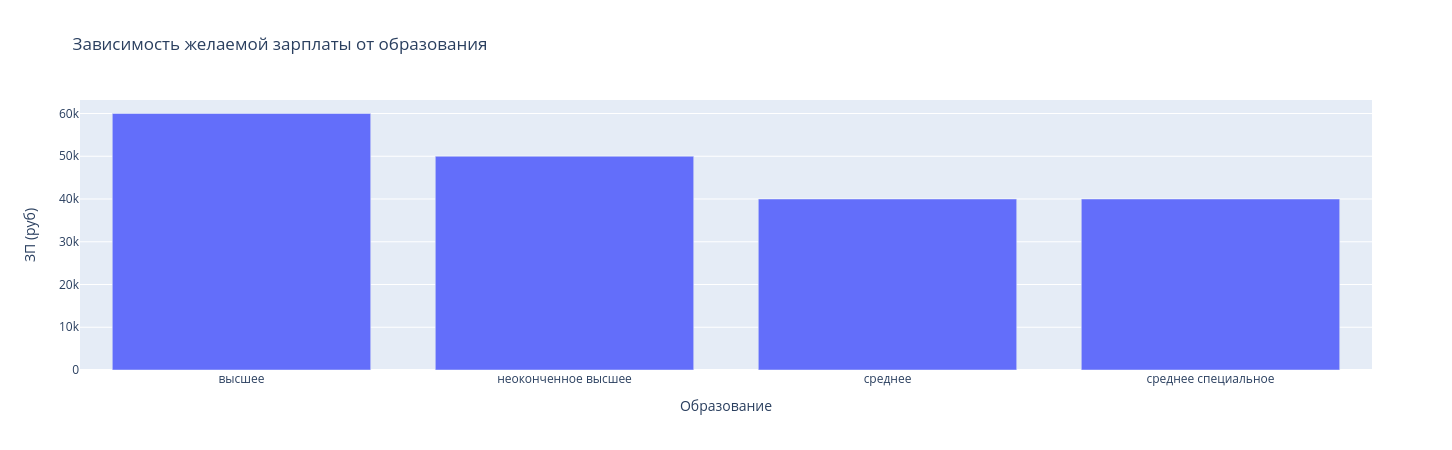 Зависимость желаемой зарплаты от образования
60k
50k
40k
30k
20k
10k
0
ЗП (руб)
высшее
неоконченное высшее
среднее
среднее специальное
Образование